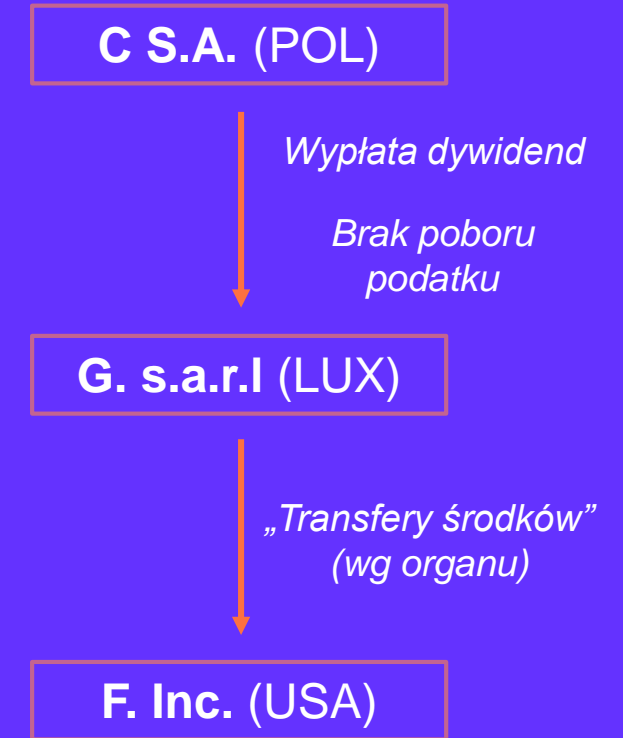 C S.A. (POL)
Wypłata dywidend
Brak poboru
podatku
G. s.a.r.l (LUX)
„Transfery środków”
(wg organu)
F. Inc. (USA)